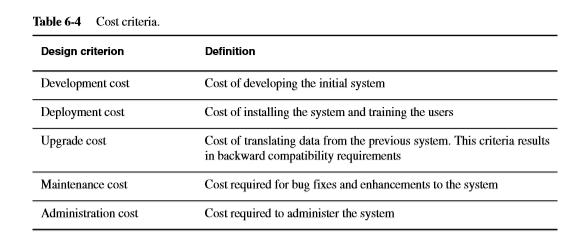 Table 6-4 Cost criteria.
Design criterion Definition
Development cost Cost of developing the initial system
Deployment cost Cost of installing the system and training the users
Upgrade cost Cost of translating data from the previous system. This criteria results
in backward compatibility requirements
Maintenance cost Cost required for bug fixes and enhancements to the system
Administration cost Cost required to administer the system